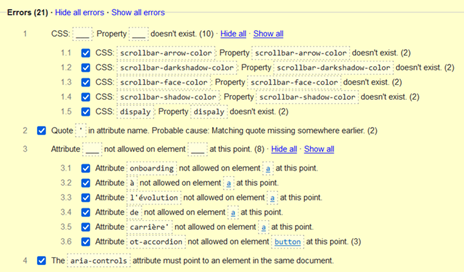 Errors (21) - Hide all errors · Show all errors
1 CSS: ___: Property ___ doesn't exist. (10) · Hide all · Show all
1.1 CSS: scrollbar-arrow-color: Property scrollbar-arrow-color doesn't exist. (2)
1.2 CSS: scrollbar-darkshadow-color: Property scrollbar-darkshadow-color doesn't exist. (2)
1.3 CSS: scrollbar-face-color: Property scrollbar-face-color doesn't exist. (2)
1.4 CSS: scrollbar-shadow-color: Property scrollbar-shadow-color doesn't exist. (2)
1.5 CSS: dispaly: Property dispaly doesn't exist. (2)
2 Quote ' in attribute name. Probable cause: Matching quote missing somewhere earlier. (2)
3 Attribute ___ not allowed on element ___ at this point. (8) · Hide all · Show all
3.1 Attribute onboarding not allowed on element a at this point.
3.2 Attribute à not allowed on element a at this point.
3.3 Attribute l'évolution not allowed on element a at this point.
3.4 Attribute de not allowed on element a at this point.
3.5 Attribute carrière' not allowed on element a at this point.
3.6 Attribute ot-accordion not allowed on element button at this point. (3)
4 The aria-controls attribute must point to an element in the same document.